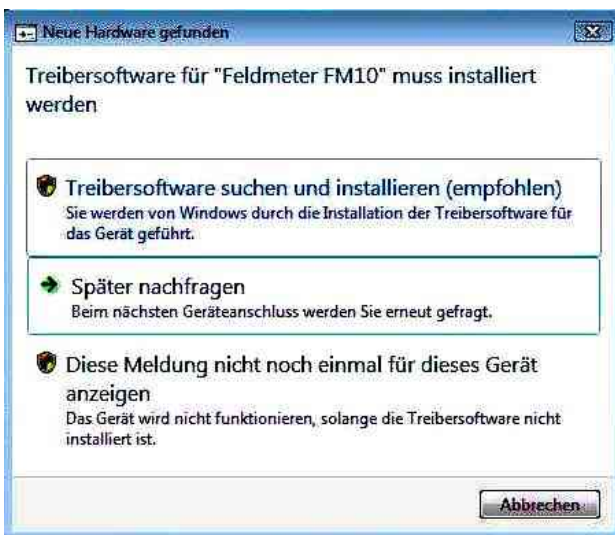 Neue Hardware gefunden
Treibersoftware für "Feldmeter FM10" muss installiert
werden
Treibersoftware suchen und installieren (empfohlen)
Sie werden von Windows durch die Installation der Treibersoftware für
das Gerät geführt.
Später nachfragen
Beim nächsten Geräteanschluss werden Sie erneut gefragt.
Diese Meldung nicht noch einmal für dieses Gerät
anzeigen
Das Gerät wird nicht funktionieren, solange die Treibersoftware nicht
installiert ist.
Abbrechen